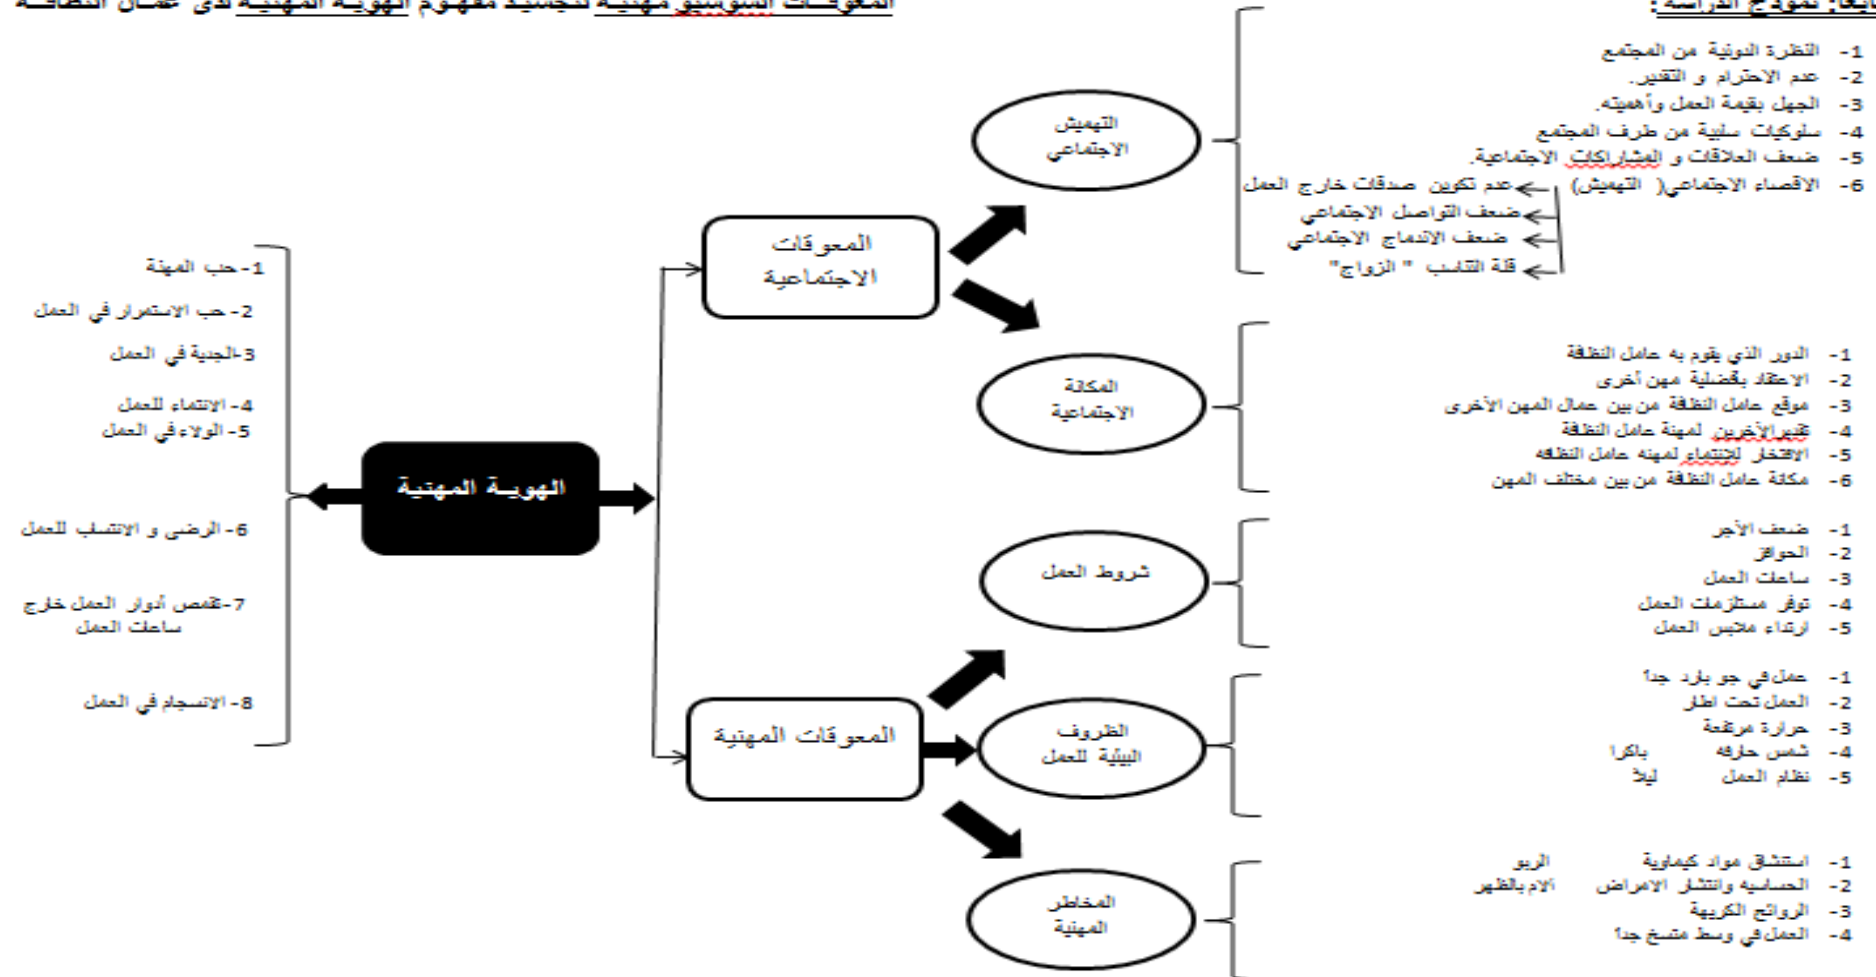 رابعا: نموذج الدراسة :
المعوقـات السوسيو مهنية لتجسيد مفهوم الهوية المهنية لدى عمال النظافة
1- النظرة الدونية من المجتمع
2- عدم الاحترام و التقدير.
3- الجهل بقيمة العمل وأهميته.
4- سلوكيات سلبية من طرف المجتمع
5- ضعف العلاقات و المشاراكات الاجتماعية.
6- الاقصاء الاجتماعي( التهميش) عدم تكوين صدقات خارج العمل
ضعف التواصل الاجتماعي
ضعف الاندماج الاجتماعي
قلة التناسب " الزواج"
التهميش
الاجتماعي
المعوقات
الاجتماعية
1- الدور الذي يقوم به عامل النظافة
2- الاعتقاد بأفضلية مهن أخرى
3- موقع عامل النظافة من بين عمال المهن الأخرى
4- تقديرالأخرين لمهنة عامل النظافة
5- الافتخار للإنتماء لمهنه عامل النظافه
6- مكانة عامل النظافة من بين مختلف المهن
المكانة
الاجتماعية
1- ضعف الأجر
2- الحوافز
3- ساعات العمل
4- توفر مستلزمات العمل
5- ارتداء ملابس العمل
شروط العمل
الهويـة المهنية
1-حب المهنة
2- حب الاستمرار في العمل
3-الجدية في العمل
4- الانتماء للعمل
5- الولاء في العمل
6- الرضى و الانتساب للعمل
7-تقمص أدوار العمل خارج
ساعات العمل
8- الانسجام في العمل
المعوقات المهنية
1- عمل في جو بارد جداً
2- العمل تحت اطار
3- حرارة مرتفعة
4- شمس حارفه باكرا
5- نظام العمل ليلاً
الظروف
البيئية للعمل
1- استنشاق مواد كيماوية الربو
2- الحساسيه وانتشار الامراض ألام بالظهر
3- الروائح الكريهة
4- العمل في وسط متسخ جداً
المخاطر
المهنية